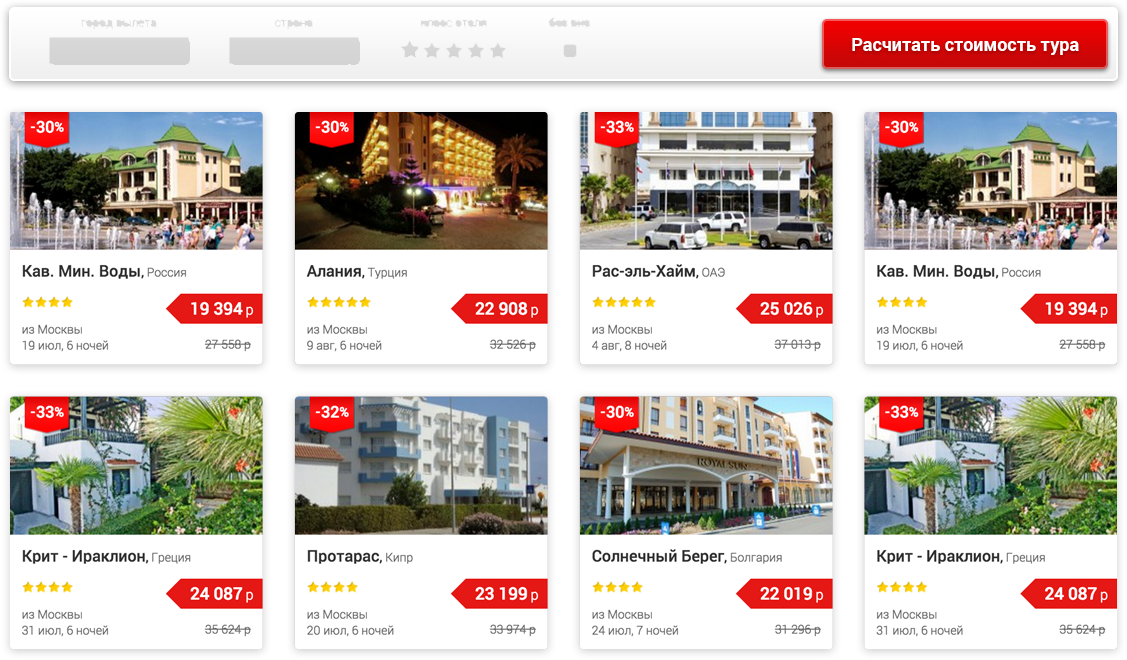 город вылета
страна
класс отеля
без виз
Расчитать стоимость тура
-30%
Кав. Мин. Воды, Россия
19 394 р
из Москвы
19 июл, 6 ночей
27 558 р
-30%
Алания, Турция
22 908 р
из Москвы
9 авг, 6 ночей
32 526 р
-33%
Рас-эль-Хайм, ОАЭ
25 026 р
из Москвы
4 авг, 8 ночей
37 013 р
-30%
Кав. Мин. Воды, Россия
19 394 р
из Москвы
19 июл, 6 ночей
27 558 р
-33%
Крит - Ираклион, Греция
24 087 р
из Москвы
31 июл, 6 ночей
35 624 р
-32%
Протарас, Кипр
23 199 р
из Москвы
20 июл, 6 ночей
33 974 р
-30%
ROYAL SUN
Солнечный Берег, Болгария
22 019 р
из Москвы
24 июл, 7 ночей
31 296 р
-33%
Крит - Ираклион, Греция
24 087 р
из Москвы
31 июл, 6 ночей
35 624 р